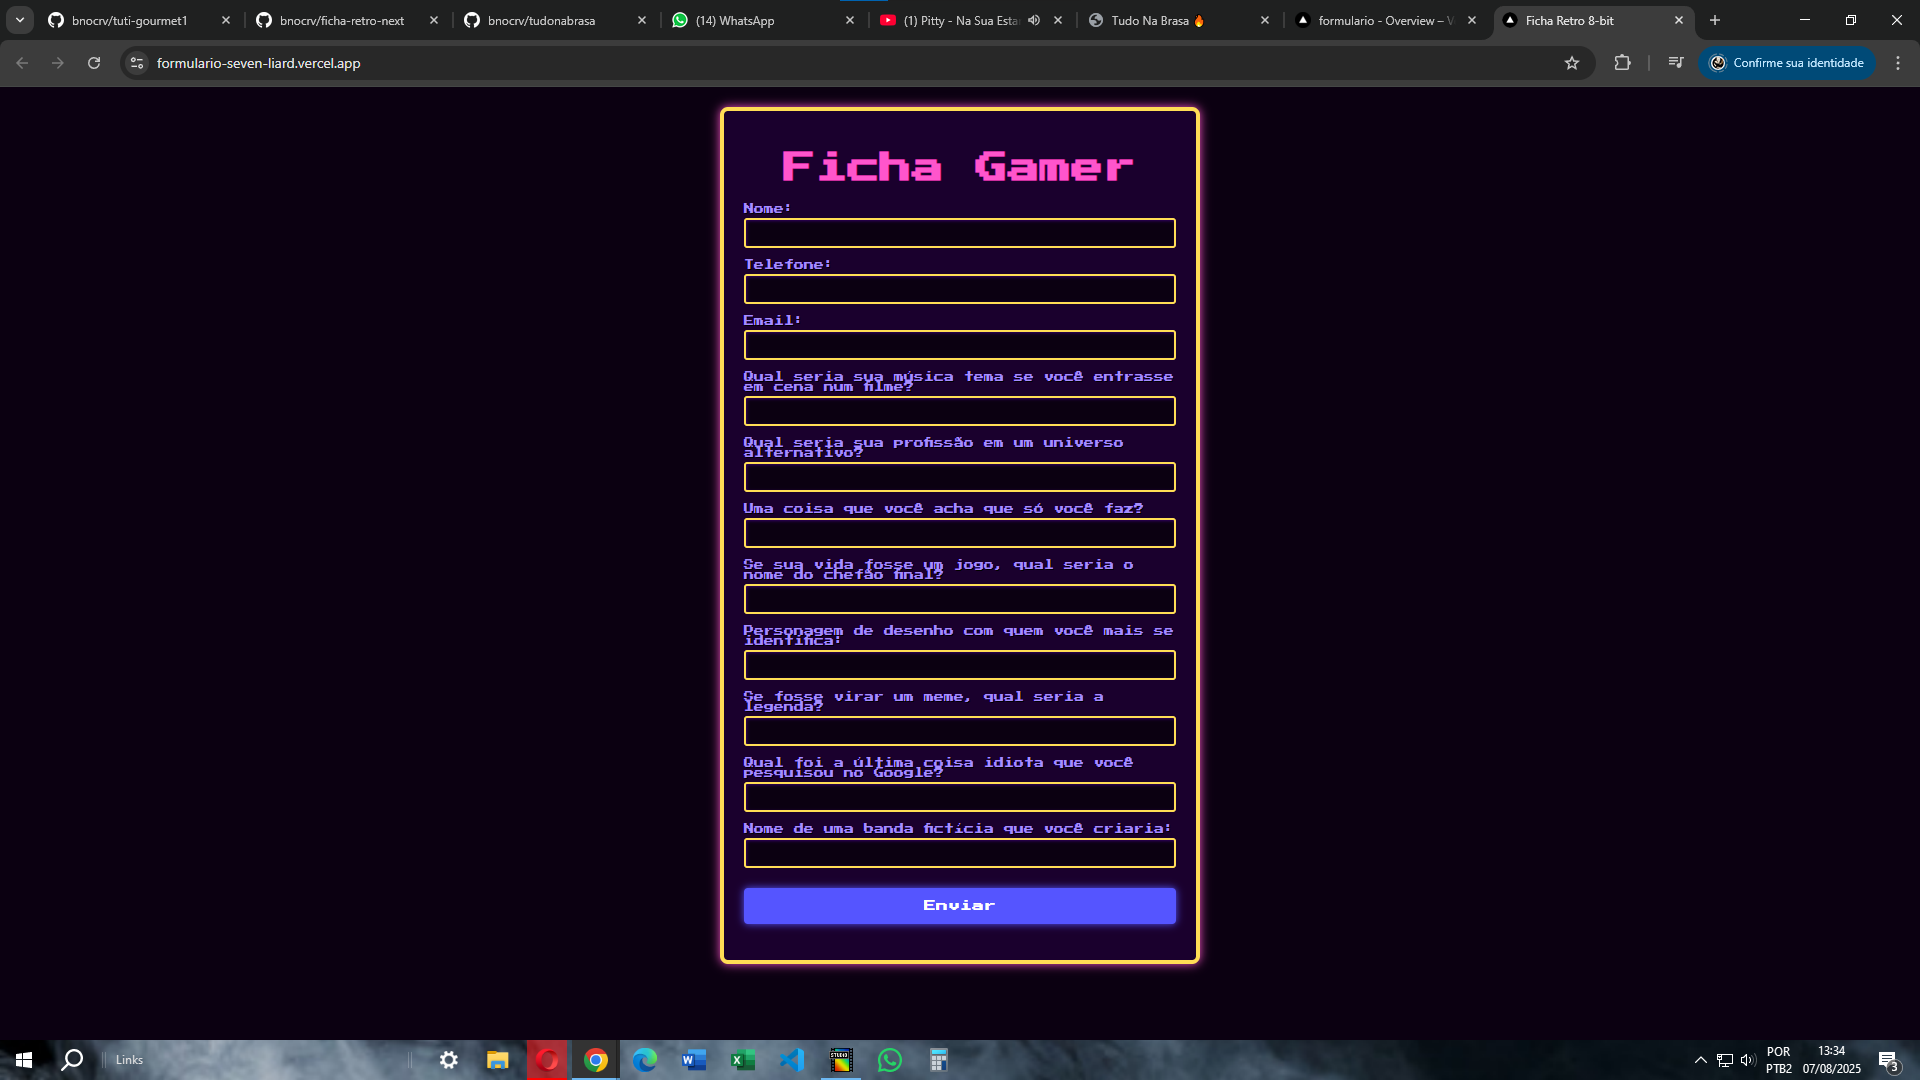 bnocrv/tuti-gourmet1
bnocrv/ficha-retro-next
bnocrv/tudonabrasa
(14) WhatsApp
(1) Pitty - Na Sua Esta
Tudo Na Brasa 🔥
formulario - Overview – V
Ficha Retro 8-bit
formulario-seven-liard.vercel.app
Confirme sua identidade
Ficha Gamer
Nome:
Telefone:
Email:
Qual seria sua música tema se você entrasse
em cena num filme?
Qual seria sua profissão em um universo
alternativo?
Uma coisa que você acha que só você faz?
Se sua vida fosse um jogo, qual seria o
nome do chefão final?
Personagem de desenho com quem você mais se
identifica:
Se fosse virar um meme, qual seria a
legenda?
Qual foi a última coisa idiota que você
pesquisou no Google?
Nome de uma banda fictícia que você criaria:
Enviar
Links
STUDIO
POR
PTB2
13:34
07/08/2025
3